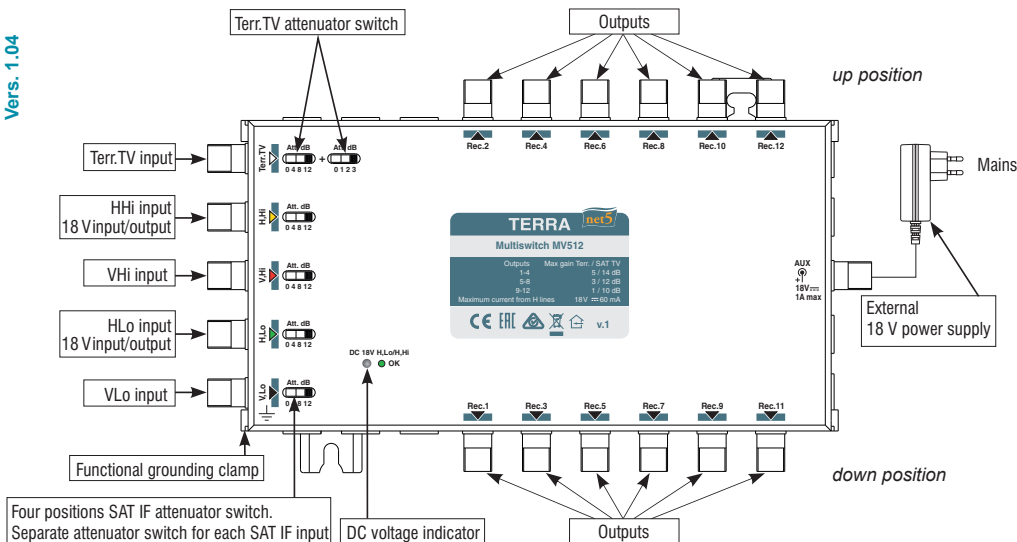 Vers. 1.04
Terr.TV attenuator switch
Outputs
up position
Rec.2
Rec.4
Rec.6
Rec.8
Rec.10
Rec.12
Terr.TV input
Terr.TV
Att. dB
0 4 8 12
+
Att. dB
0 1 2 3
Mains
HHi input
18 V input/output
H,Hi
Att. dB
0 4 8 12
TERRA
net5
Multiswitch MV512
Outputs Max gain Terr. / SAT TV
1-4 5 / 14 dB
5-8 3 / 12 dB
9-12 1 / 10 dB
Maximum current from H lines 18V 60 mA
CE EAC v.1
VHi input
V,Hi
Att. dB
0 4 8 12
AUX
+
18V
1A max
External
18 V power supply
HLo input
18 V input/output
H,Lo
Att. dB
0 4 8 12
DC 18V H,Lo/H,Hi
OK
VLo input
V,Lo
Att. dB
0 4 8 12
Rec.1
Rec.3
Rec.5
Rec.7
Rec.9
Rec.11
Functional grounding clamp
down position
Four positions SAT IF attenuator switch.
Separate attenuator switch for each SAT IF input
DC voltage indicator
Outputs